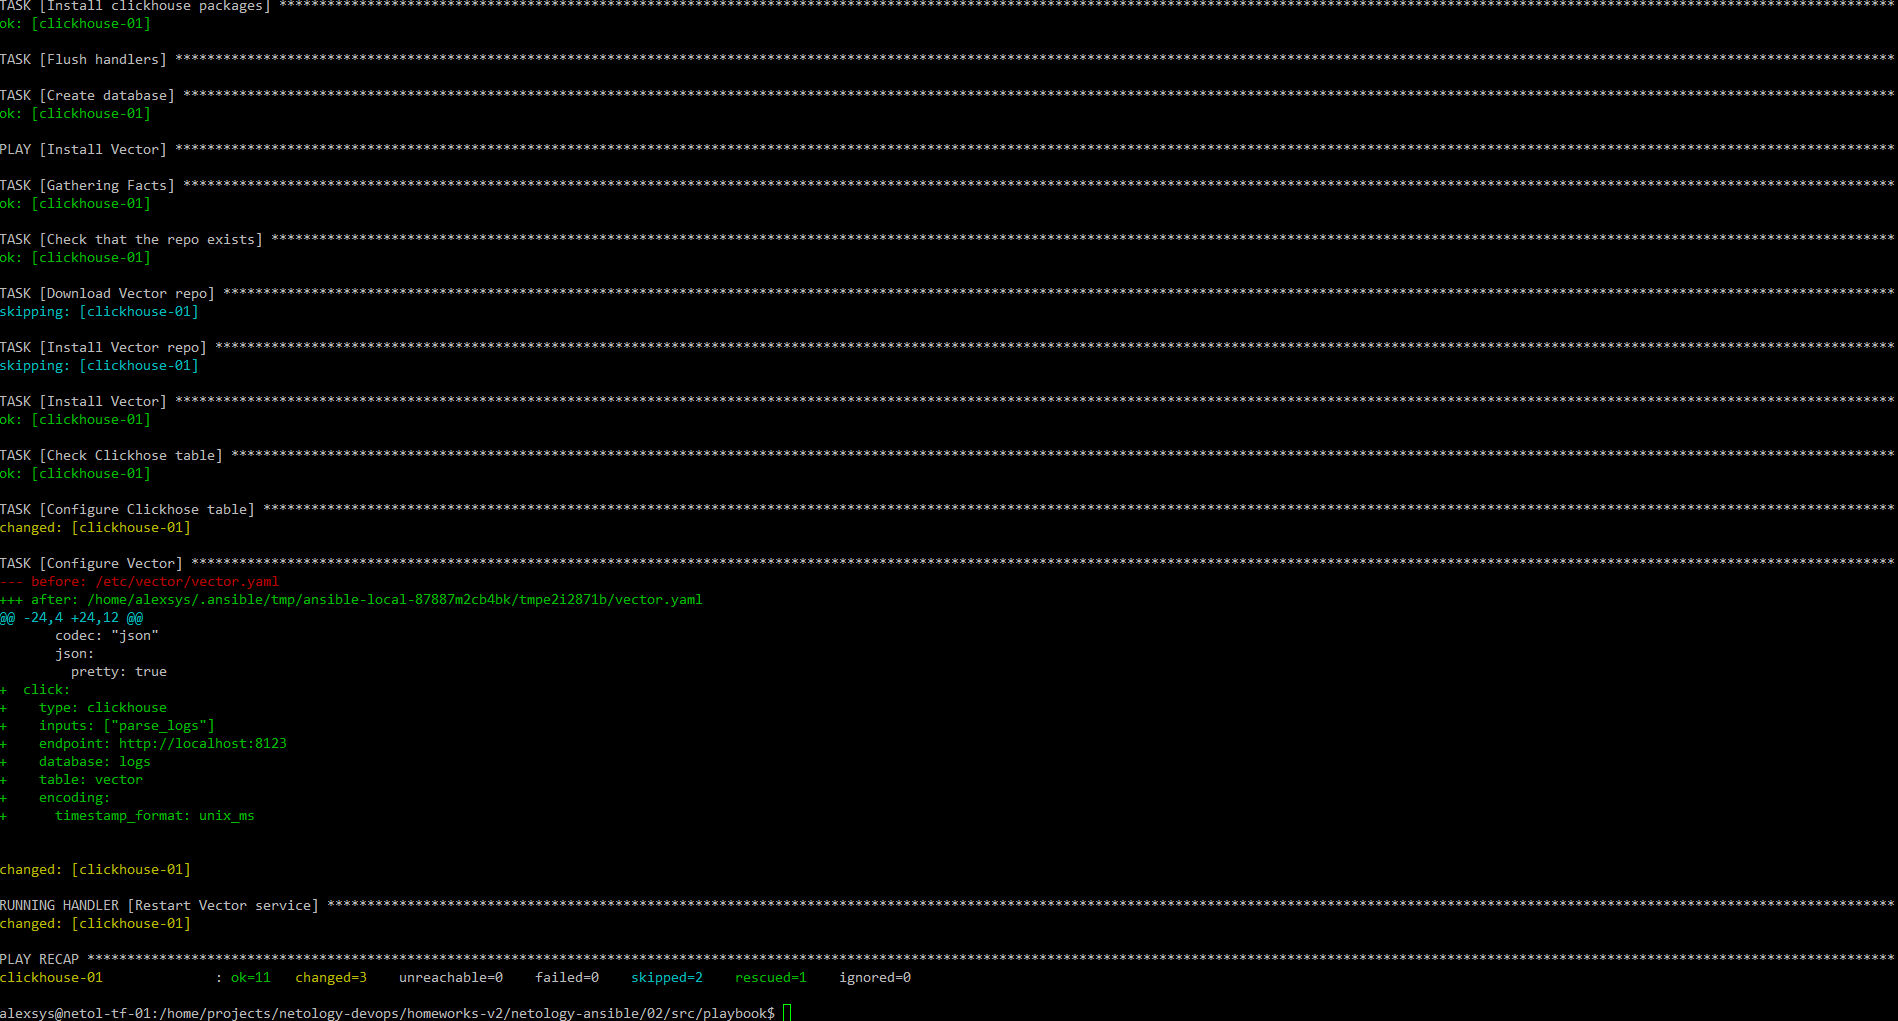 TASK [Install clickhouse packages] ****************************************************************************************************************************************************************************************************------
ok: [clickhouse-01]
TASK [Flush handlers] ***********************************************************************************************************************************************************************************************************************
TASK [Create database] **********************************************************************************************************************************************************************************************************************
ok: [clickhouse-01]
PLAY [Install Vector] ***********************************************************************************************************************************************************************************************************************
TASK [Gathering Facts] **********************************************************************************************************************************************************************************************************************
ok: [clickhouse-01]
TASK [Check that the repo exists] ***********************************************************************************************************************************************************************************************************
ok: [clickhouse-01]
TASK [Download Vector repo] *****************************************************************************************************************************************************************************************************************
skipping: [clickhouse-01]
TASK [Install Vector repo] ******************************************************************************************************************************************************************************************************************
skipping: [clickhouse-01]
TASK [Install Vector] ***********************************************************************************************************************************************************************************************************************
ok: [clickhouse-01]
TASK [Check Clickhose table] ****************************************************************************************************************************************************************************************************************
ok: [clickhouse-01]
TASK [Configure Clickhose table] ************************************************************************************************************************************************************************************************************
changed: [clickhouse-01]
TASK [Configure Vector] *********************************************************************************************************************************************************************************************************************
--- before: /etc/vector/vector.yaml
+++ after: /home/alexsys/.ansible/tmp/ansible-local-87887m2cb4bk/tmpe2i2871b/vector.yaml
@@ -24,4 +24,12 @@
codec: "json"
json:
pretty: true
+ click:
+ type: clickhouse
+ inputs: ["parse_logs"]
+ endpoint: http://localhost:8123
+ database: logs
+ table: vector
+ encoding:
+ timestamp_format: unix_ms
changed: [clickhouse-01]
RUNNING HANDLER [Restart Vector service] ****************************************************************************************************************************************************************************************************
changed: [clickhouse-01]
PLAY RECAP **********************************************************************************************************************************************************************************************************************************
clickhouse-01 : ok=11 changed=3 unreachable=0 failed=0 skipped=2 rescued=1 ignored=0
alexsys@netol-tf-01:/home/projects/netology-devops/homeworks-v2/netology-ansible/02/src/playbook$